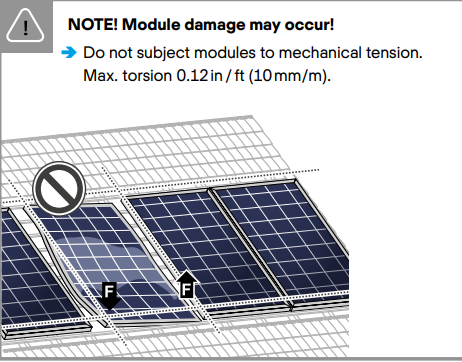 NOTE! Module damage may occur!
➔ Do not subject modules to mechanical tension.
Max. torsion 0.12 in / ft (10 mm/m).
F
F